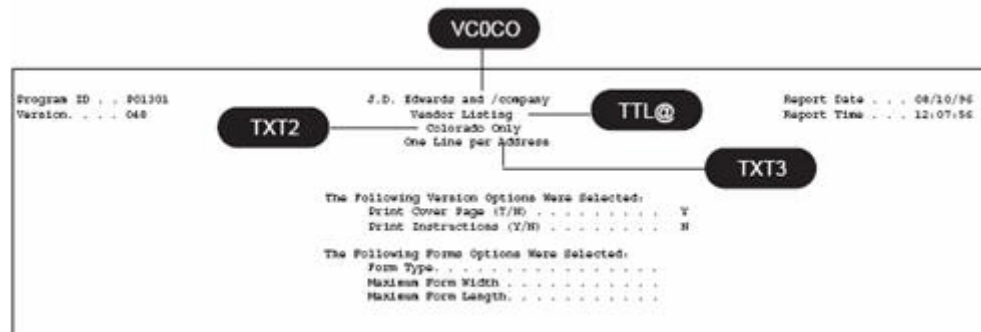 VC0CO
Program ID . . P01301
J.D. Edwards and /company
Report Date . . . 08/10/96
Version. . . . 048
Vendor Listing
TTL@
Report Time . . . 12:07:56
TXT2
Colorado Only
One Line per Address
TXT3
The Following Version Options Were Selected:
Print Cover Page (Y/N) . . . . . . . . . Y
Print Instructions (Y/N) . . . . . . . . N
The Following Forms Options Were Selected:
Form Type. . . . . . . . . . . . . . . .
Maximum Form Width . . . . . . . . . . .
Maximum Form Length. . . . . . . . . . .